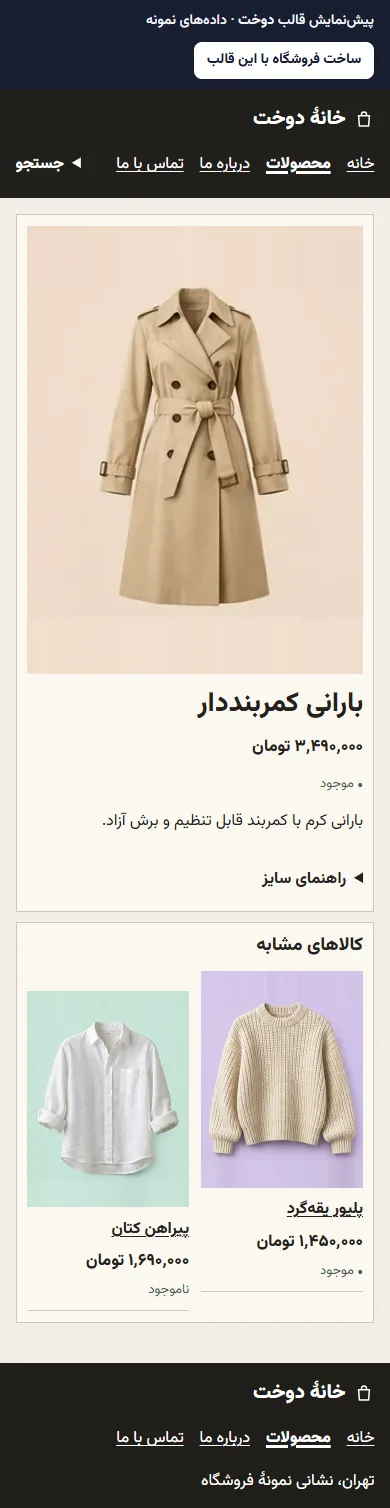 پیش‌نمایش قالب دوخت · داده‌های نمونه
ساخت فروشگاه با این قالب
خانهٔ دوخت
خانه محصولات درباره ما تماس با ما ◀ جستجو
بارانی کمربنددار
۳,۴۹۰,۰۰۰ تومان
• موجود
بارانی کرم با کمربند قابل تنظیم و برش آزاد.
◀ راهنمای سایز
کالاهای مشابه
پلیور یقه‌گرد
۱,۴۵۰,۰۰۰ تومان
• موجود
پیراهن کتان
۱,۶۹۰,۰۰۰ تومان
ناموجود
خانهٔ دوخت
خانه محصولات درباره ما تماس با ما
تهران، نشانی نمونهٔ فروشگاه